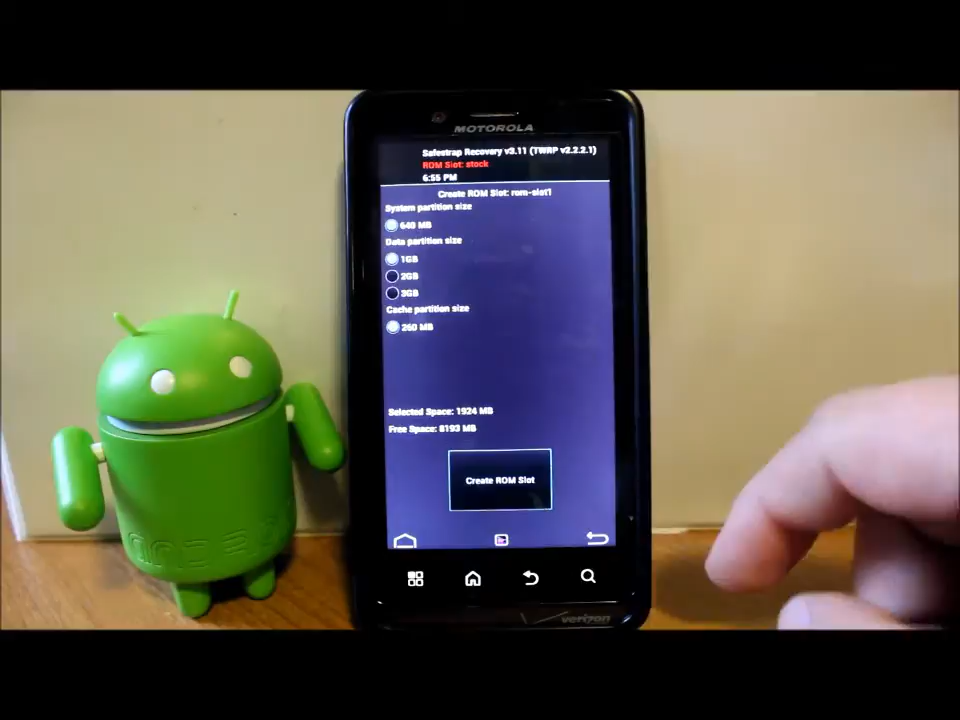 MOTOROLA
Safestrap Recovery v3.11 (TWRP v2.2.2.1)
ROM Slot: stock
6:55 PM
Create ROM Slot: rom-slot1
System partition size
640 MB
Data partition size
1GB
2GB
3GB
Cache partition size
260 MB
Selected Space: 1924 MB
Free Space: 8193 MB
Create ROM Slot
verizon